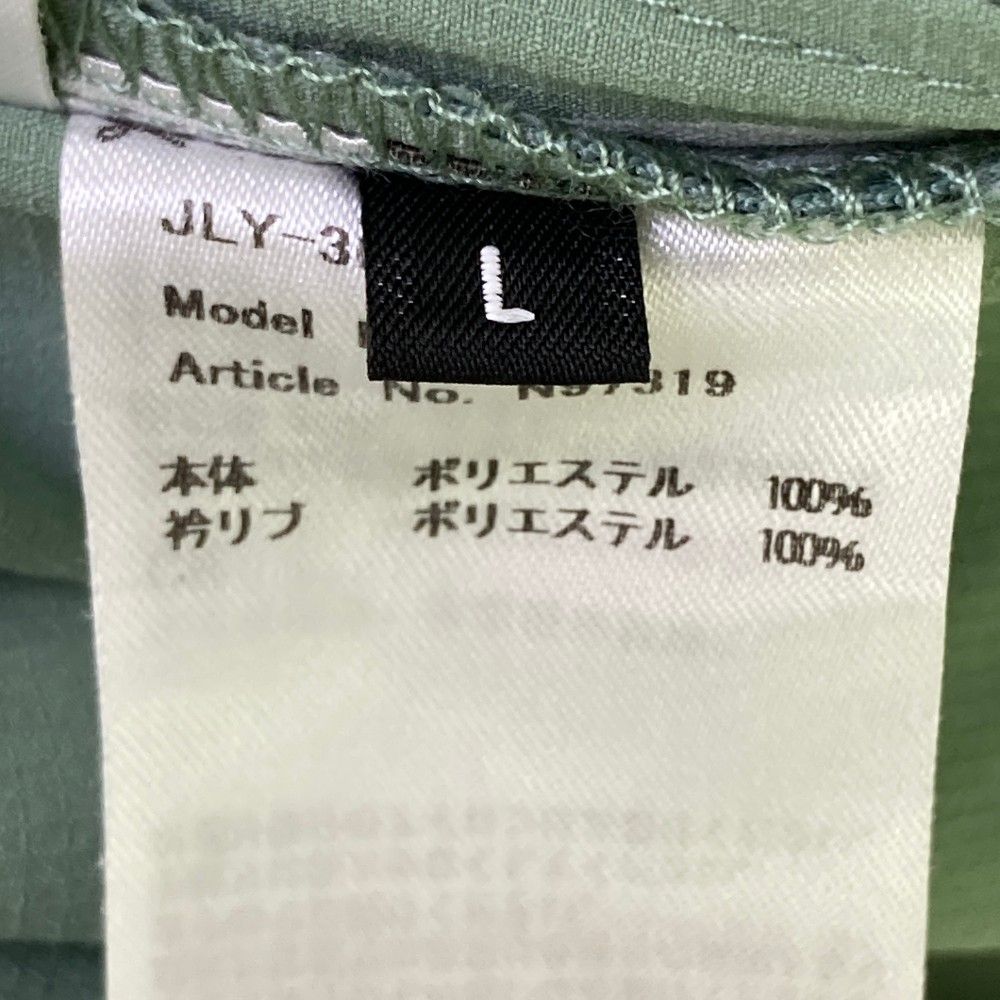 JLY-3
L
Model
Article No. N97319
本体 ポリエステル 100%
衿リブ ポリエステル 100%